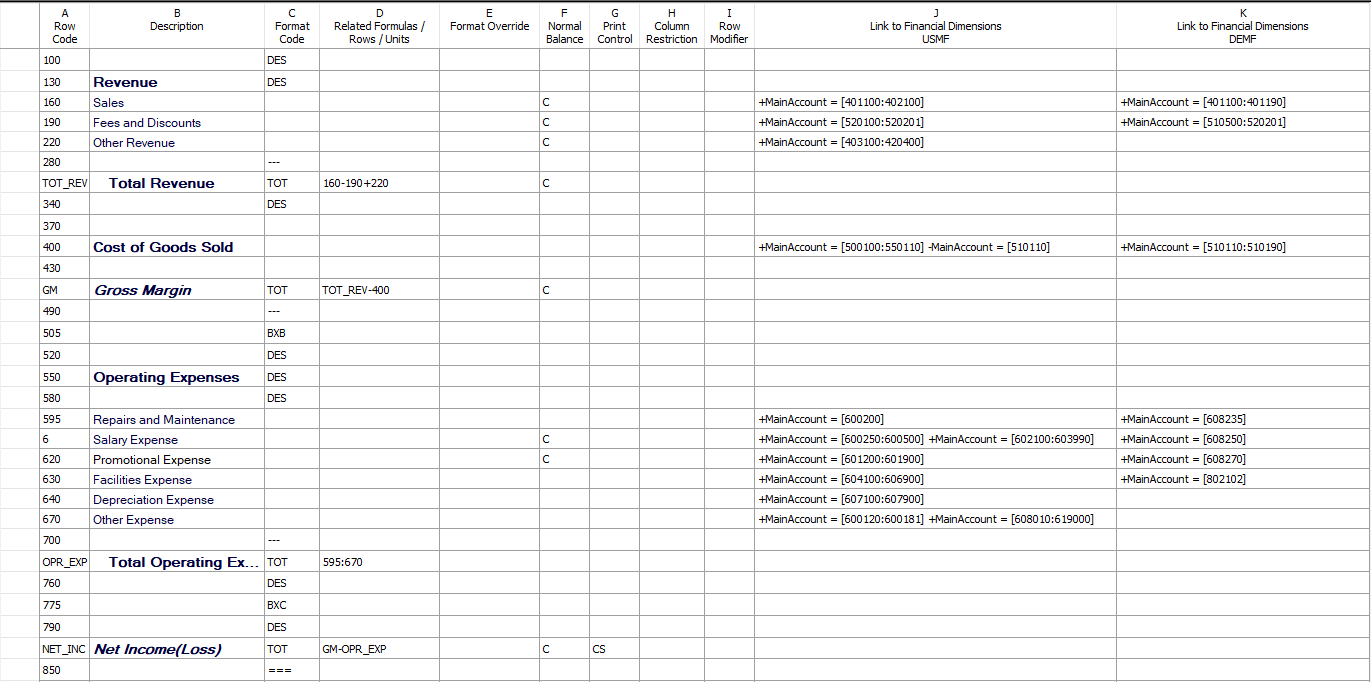 A B C D E F G H I J K
Row Code Description Format Code Related Formulas / Rows / Units Format Override Normal Balance Print Control Column Restriction Row Modifier Link to Financial Dimensions USMF Link to Financial Dimensions DEMF
100 DES
130 Revenue DES
160 Sales C +MainAccount = [401100:402100] +MainAccount = [401100:401190]
190 Fees and Discounts C +MainAccount = [520100:520201] +MainAccount = [510500:520201]
220 Other Revenue C +MainAccount = [403100:420400]
280 ---
TOT_REV Total Revenue TOT 160-190+220 C
340 DES
370
400 Cost of Goods Sold +MainAccount = [500100:550110] -MainAccount = [510110] +MainAccount = [510110:510190]
430
GM Gross Margin TOT TOT_REV-400 C
490 ---
505 BXB
520 DES
550 Operating Expenses DES
580 DES
595 Repairs and Maintenance +MainAccount = [600200] +MainAccount = [608235]
6 Salary Expense C +MainAccount = [600250:600500] +MainAccount = [602100:603990] +MainAccount = [608250]
620 Promotional Expense C +MainAccount = [601200:601900] +MainAccount = [608270]
630 Facilities Expense +MainAccount = [604100:606900] +MainAccount = [802102]
640 Depreciation Expense +MainAccount = [607100:607900]
670 Other Expense +MainAccount = [600120:600181] +MainAccount = [608010:619000]
700 ---
OPR_EXP Total Operating Ex... TOT 595:670
760 DES
775 BXC
790 DES
NET_INC Net Income(Loss) TOT GM-OPR_EXP C CS
850 ===